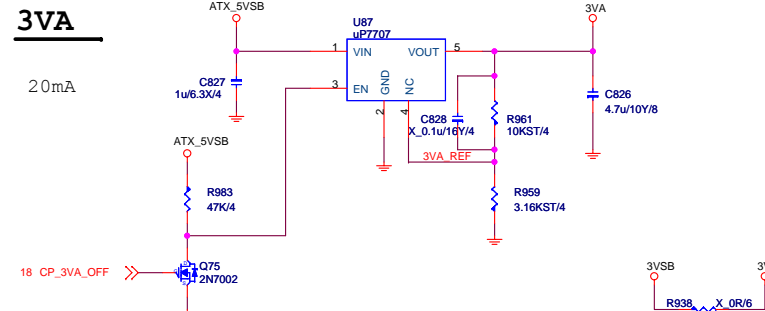 3VA
20mA
ATX_5VSB
3VA
U87
uP7707
1
VIN
VOUT
5
C827
1u/6.3X/4
3
EN
GND
NC
2
4
C828
X_0.1u/16Y/4
R961
10KST/4
C826
4.7u/10Y/8
3VA_REF
ATX_5VSB
R983
47K/4
R959
3.16KST/4
18 CP_3VA_OFF
Q75
2N7002
3VSB
R938
X_0R/6